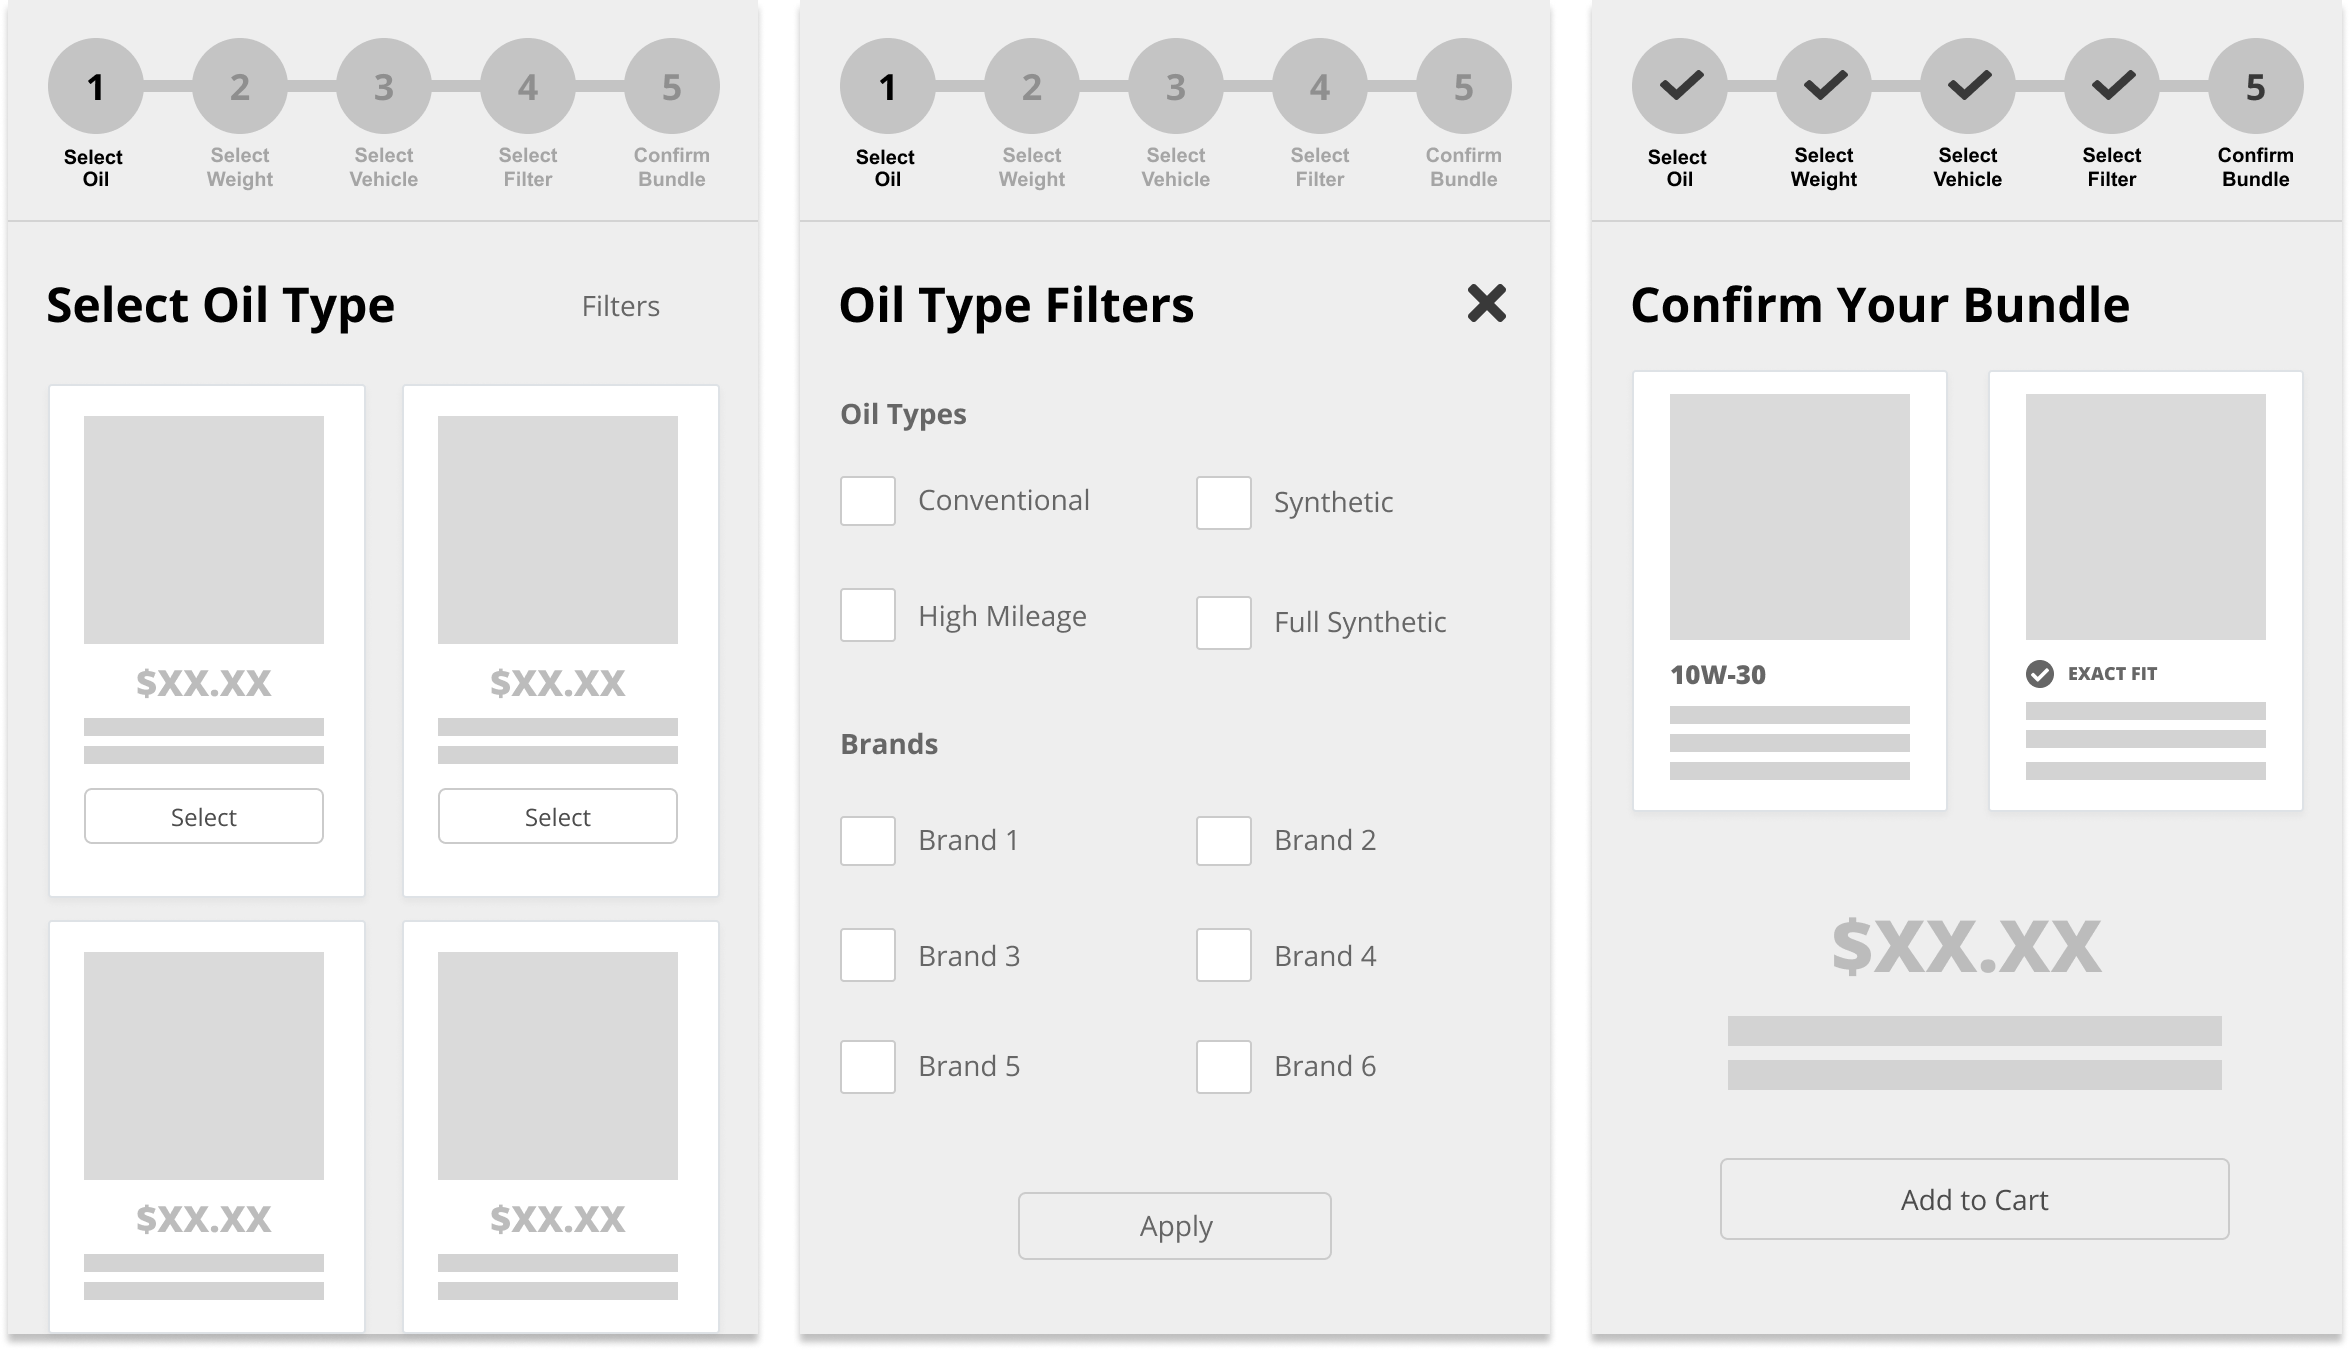 1 2 3 4 5
Select Oil
Select Weight
Select Vehicle
Select Filter
Confirm Bundle
Select Oil Type
Filters
$XX.XX
$XX.XX
Select
Select
$XX.XX
$XX.XX
1 2 3 4 5
Select Oil
Select Weight
Select Vehicle
Select Filter
Confirm Bundle
Oil Type Filters
Oil Types
Conventional
Synthetic
High Mileage
Full Synthetic
Brands
Brand 1
Brand 2
Brand 3
Brand 4
Brand 5
Brand 6
Apply
5
Select Oil
Select Weight
Select Vehicle
Select Filter
Confirm Bundle
Confirm Your Bundle
10W-30
EXACT FIT
$XX.XX
Add to Cart